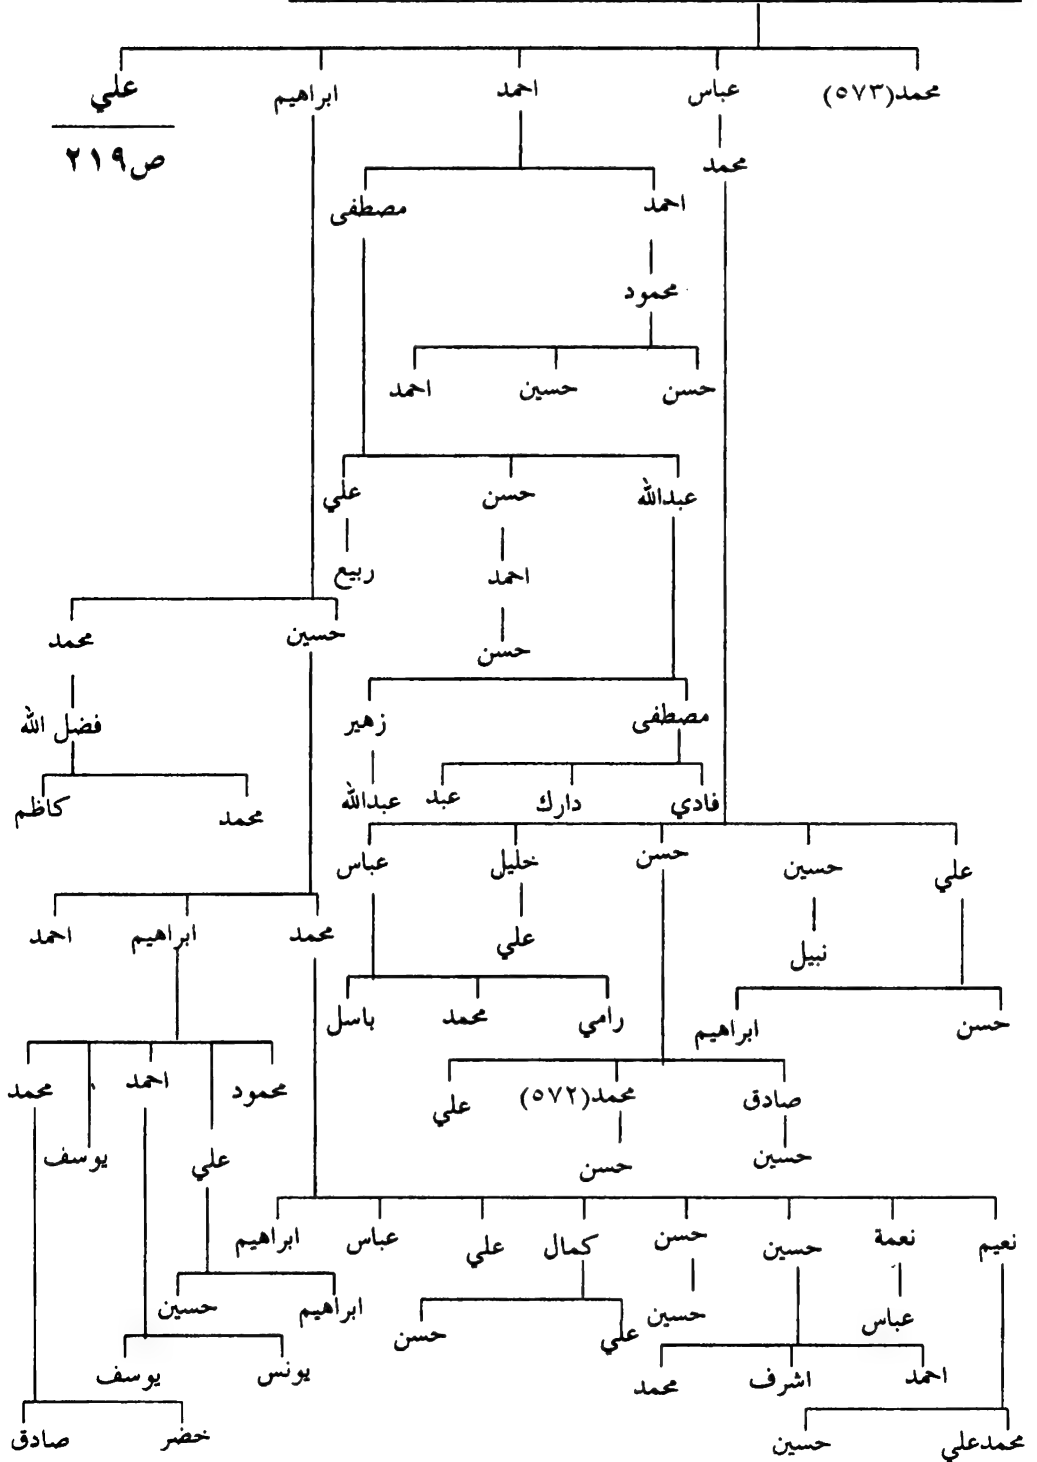 محمد(٥٧٣) عباس احمد ابراهيم علي
ص٢١٩
محمد
احمد مصطفى
محمود
حسن حسين احمد
عبدالله حسن علي
احمد ربيع
حسين محمد
حسن
مصطفى زهير فضل الله
فادي دارك عبد عبدالله محمد كاظم
علي حسين حسن خليل عباس
نبيل علي محمد ابراهيم احمد
حسن ابراهيم رامي محمد باسل
صادق محمد(٥٧٢) علي محمود احمد محمد
حسين حسن علي يوسف
نعيم نعمة حسين حسن كمال علي عباس ابراهيم
عباس حسين علي حسن ابراهيم حسين
احمد اشرف محمد يونس يوسف
محمدعلي حسين خضر صادق